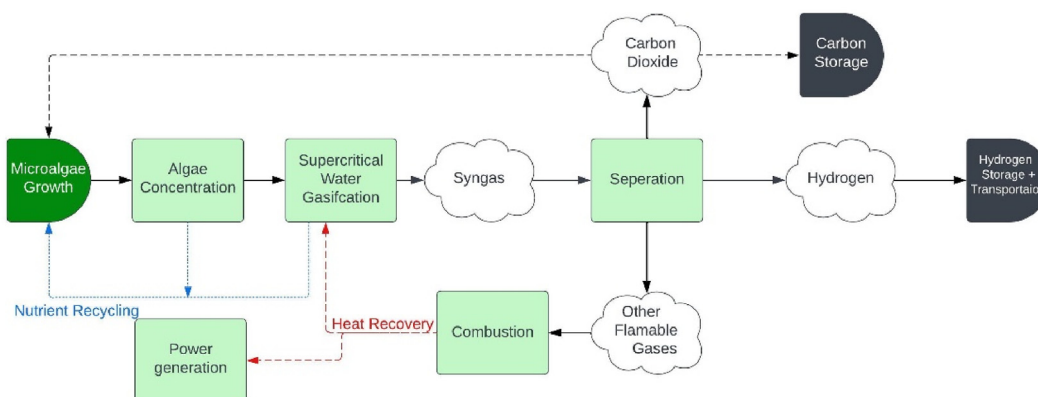 Carbon
Dioxide
Carbon
Storage
Microalgae
Growth
Algae
Concentration
Supercritical
Water
Gasifcation
Syngas
Seperation
Hydrogen
Hydrogen
Storage +
Transportaion
Nutrient Recycling
Heat Recovery
Power
generation
Combustion
Other
Flamable
Gases